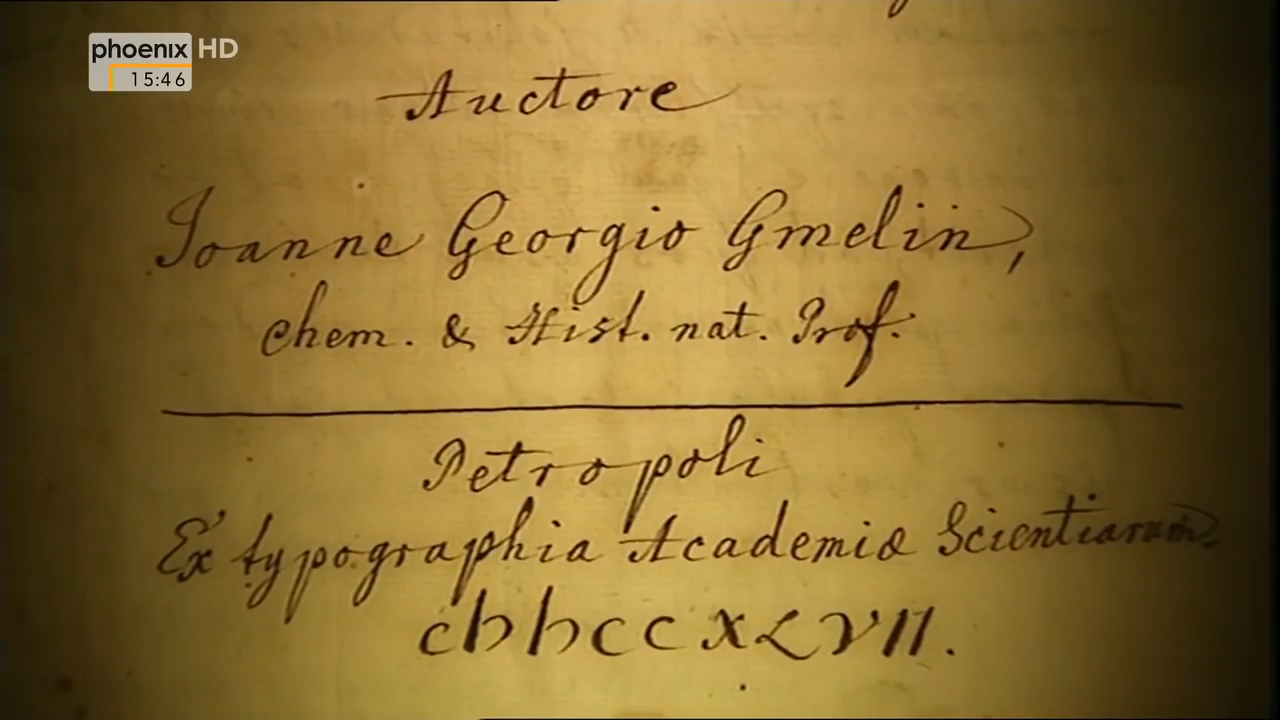 phoenix HD
15:46
Auctore
Joanne Georgio Gmelin,
Chem. & Hist. nat. Prof.
Petropoli
Ex typographia Academiæ Scientiarum.
cIɔIɔccXLVII.